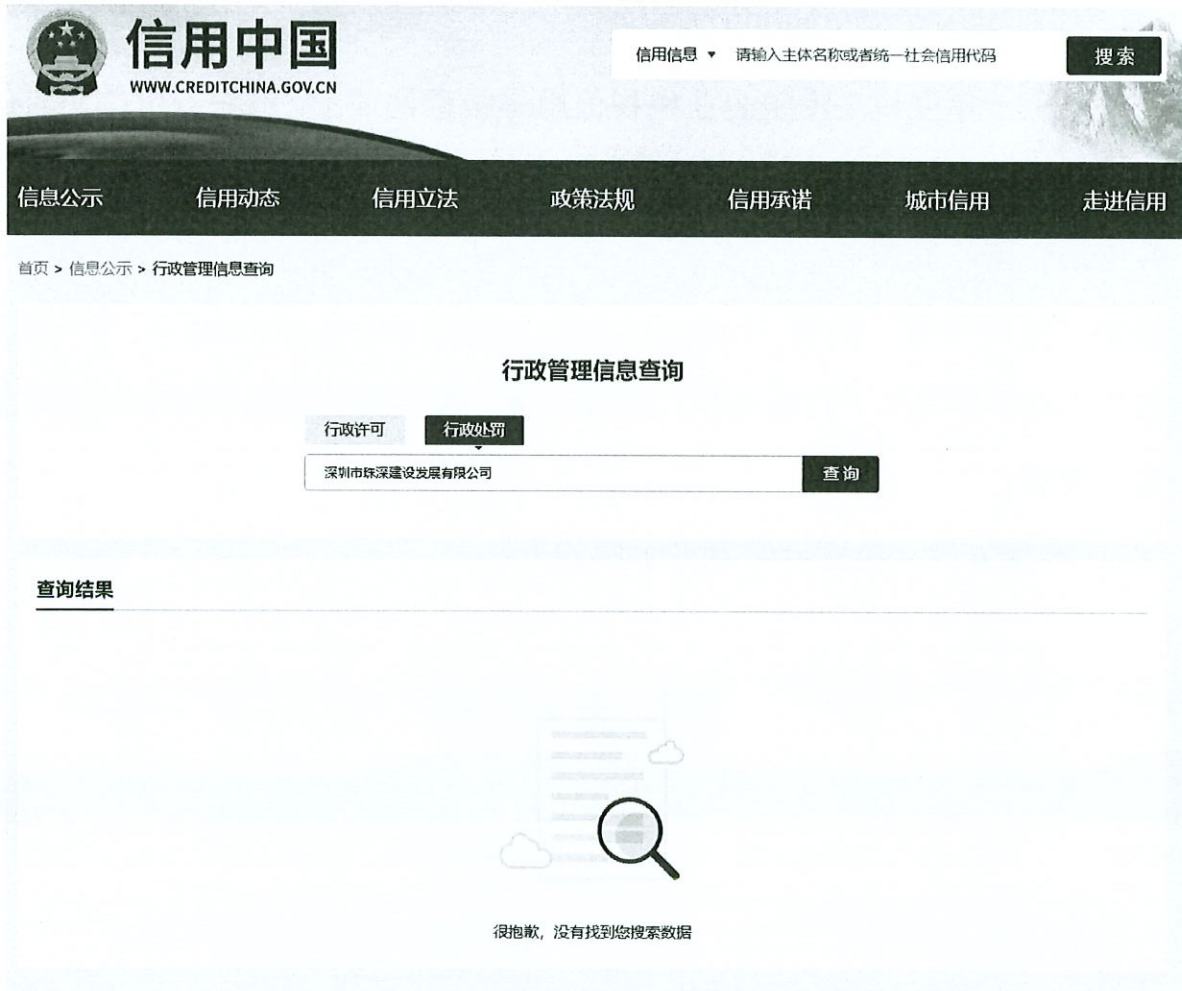 信用中国
WWW.CREDITCHINA.GOV.CN
信用信息 请输入主体名称或者统一社会信用代码 搜索
信息公示 信用动态 信用立法 政策法规 信用承诺 城市信用 走进信用
首页 > 信息公示 > 行政管理信息查询
行政管理信息查询
行政许可 行政处罚
深圳市珠深建设发展有限公司 查询
查询结果
很抱歉，没有找到您搜索数据